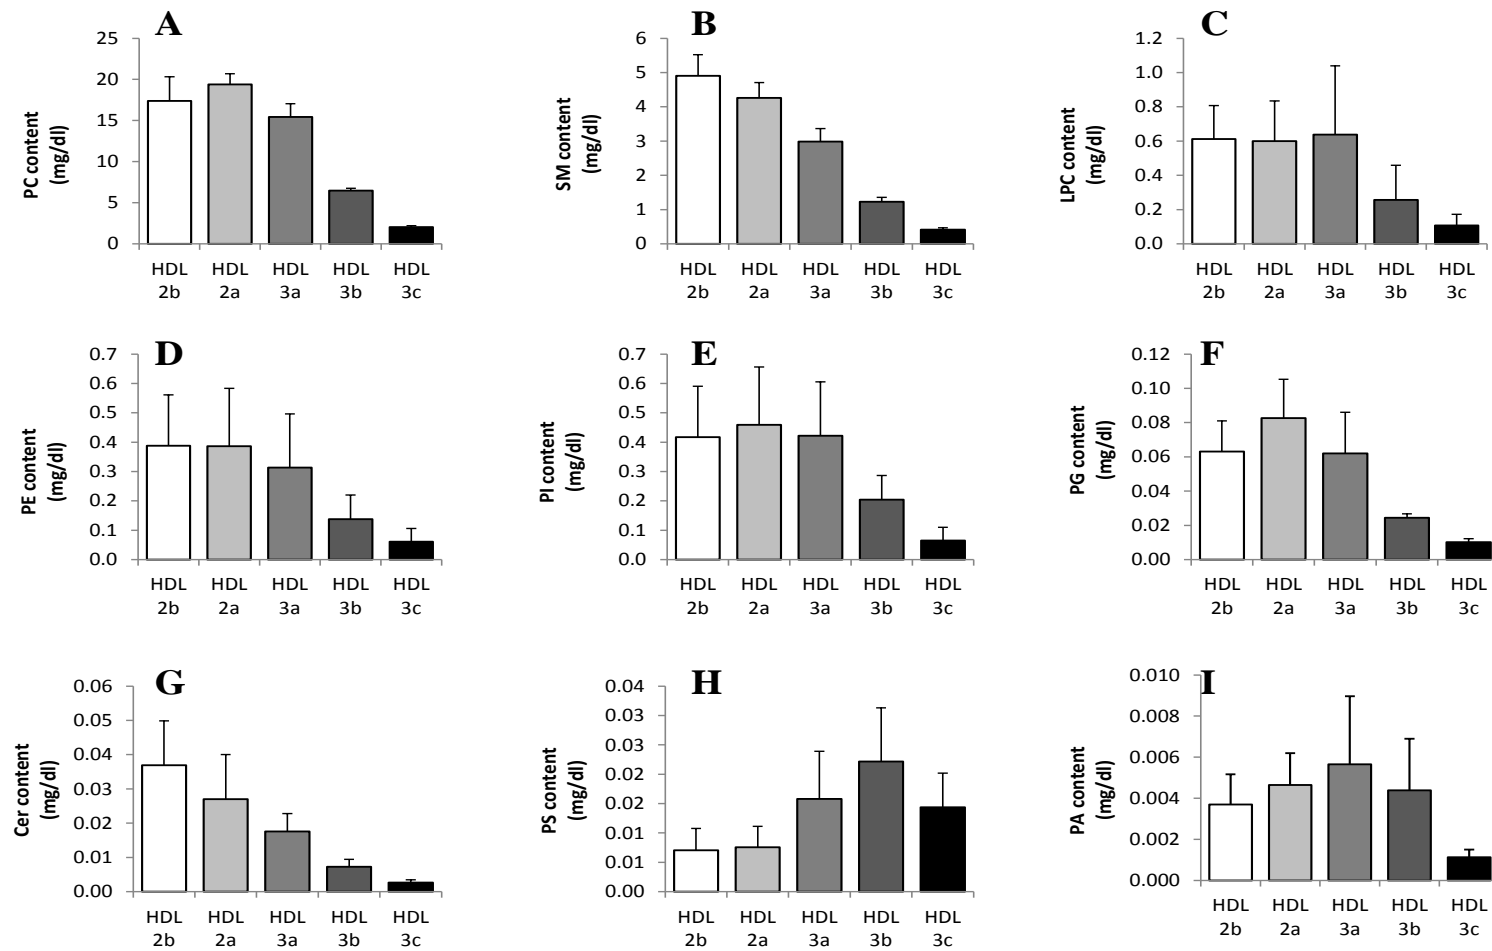 A
PC content
(mg/dl)
25
20
15
10
5
0
HDL HDL HDL HDL HDL
2b 2a 3a 3b 3c
B
SM content
(mg/dl)
6
5
4
3
2
1
0
HDL HDL HDL HDL HDL
2b 2a 3a 3b 3c
C
LPC content
(mg/dl)
1.2
1.0
0.8
0.6
0.4
0.2
0.0
HDL HDL HDL HDL HDL
2b 2a 3a 3b 3c
D
PE content
(mg/dl)
0.7
0.6
0.5
0.4
0.3
0.2
0.1
0.0
HDL HDL HDL HDL HDL
2b 2a 3a 3b 3c
E
PI content
(mg/dl)
0.7
0.6
0.5
0.4
0.3
0.2
0.1
0.0
HDL HDL HDL HDL HDL
2b 2a 3a 3b 3c
F
PG content
(mg/dl)
0.12
0.10
0.08
0.06
0.04
0.02
0.00
HDL HDL HDL HDL HDL
2b 2a 3a 3b 3c
G
Cer content
(mg/dl)
0.06
0.05
0.04
0.03
0.02
0.01
0.00
HDL HDL HDL HDL HDL
2b 2a 3a 3b 3c
H
PS content
(mg/dl)
0.04
0.03
0.03
0.02
0.02
0.01
0.01
0.00
HDL HDL HDL HDL HDL
2b 2a 3a 3b 3c
I
PA content
(mg/dl)
0.010
0.008
0.006
0.004
0.002
0.000
HDL HDL HDL HDL HDL
2b 2a 3a 3b 3c